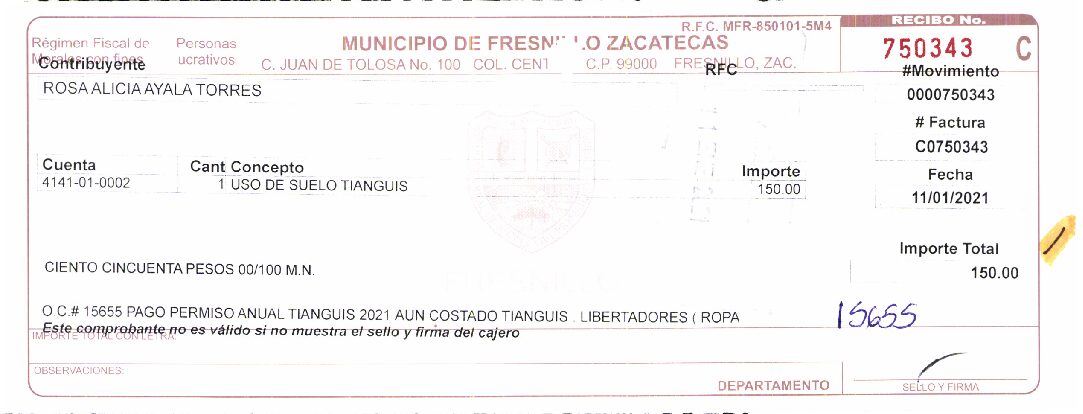 R.F.C. MFR-850101-5M4
RECIBO No.
Régimen Fiscal de Personas
Morales con fines ucrativos
MUNICIPIO DE FRESN LO ZACATECAS
C. JUAN DE TOLOSA No. 100 COL. CENT C.P. 99000 FRESNILLO, ZAC.
750343 C
Contribuyente
RFC
#Movimiento
ROSA ALICIA AYALA TORRES
0000750343
# Factura
C0750343
Cuenta Cant Concepto Importe
Fecha
4141-01-0002 1 USO DE SUELO TIANGUIS 150.00
11/01/2021
Importe Total
CIENTO CINCUENTA PESOS 00/100 M.N.
150.00
FRESNILLO
O.C.# 15655 PAGO PERMISO ANUAL TIANGUIS 2021 AUN COSTADO TIANGUIS . LIBERTADORES ( ROPA
15655
Este comprobante no es válido si no muestra el sello y firma del cajero
IMPORTE TOTAL CON LETRA:
OBSERVACIONES:
DEPARTAMENTO
SELLO Y FIRMA